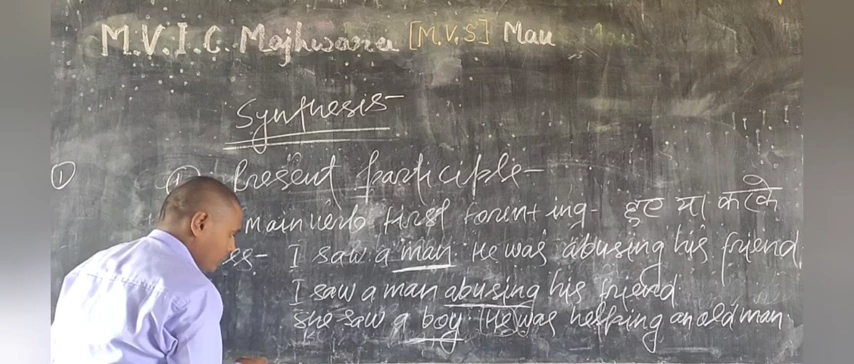 M.V.I.C. Majhwara [M.V.S] Mau
Synthesis-
① ① Present participle-
main verb first form + ing- हुए या करके
I saw a man. He was abusing his friend.
I saw a man abusing his friend.
She saw a boy. He was helping an old man.